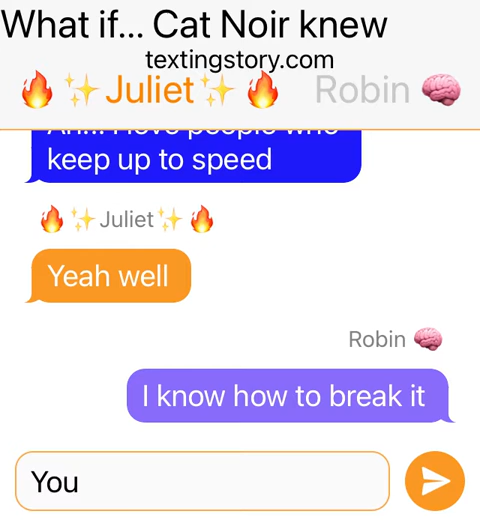 What if... Cat Noir knew
textingstory.com
🔥✨Juliet✨🔥 Robin 🧠
keep up to speed
🔥✨Juliet✨🔥
Yeah well
Robin 🧠
I know how to break it
You